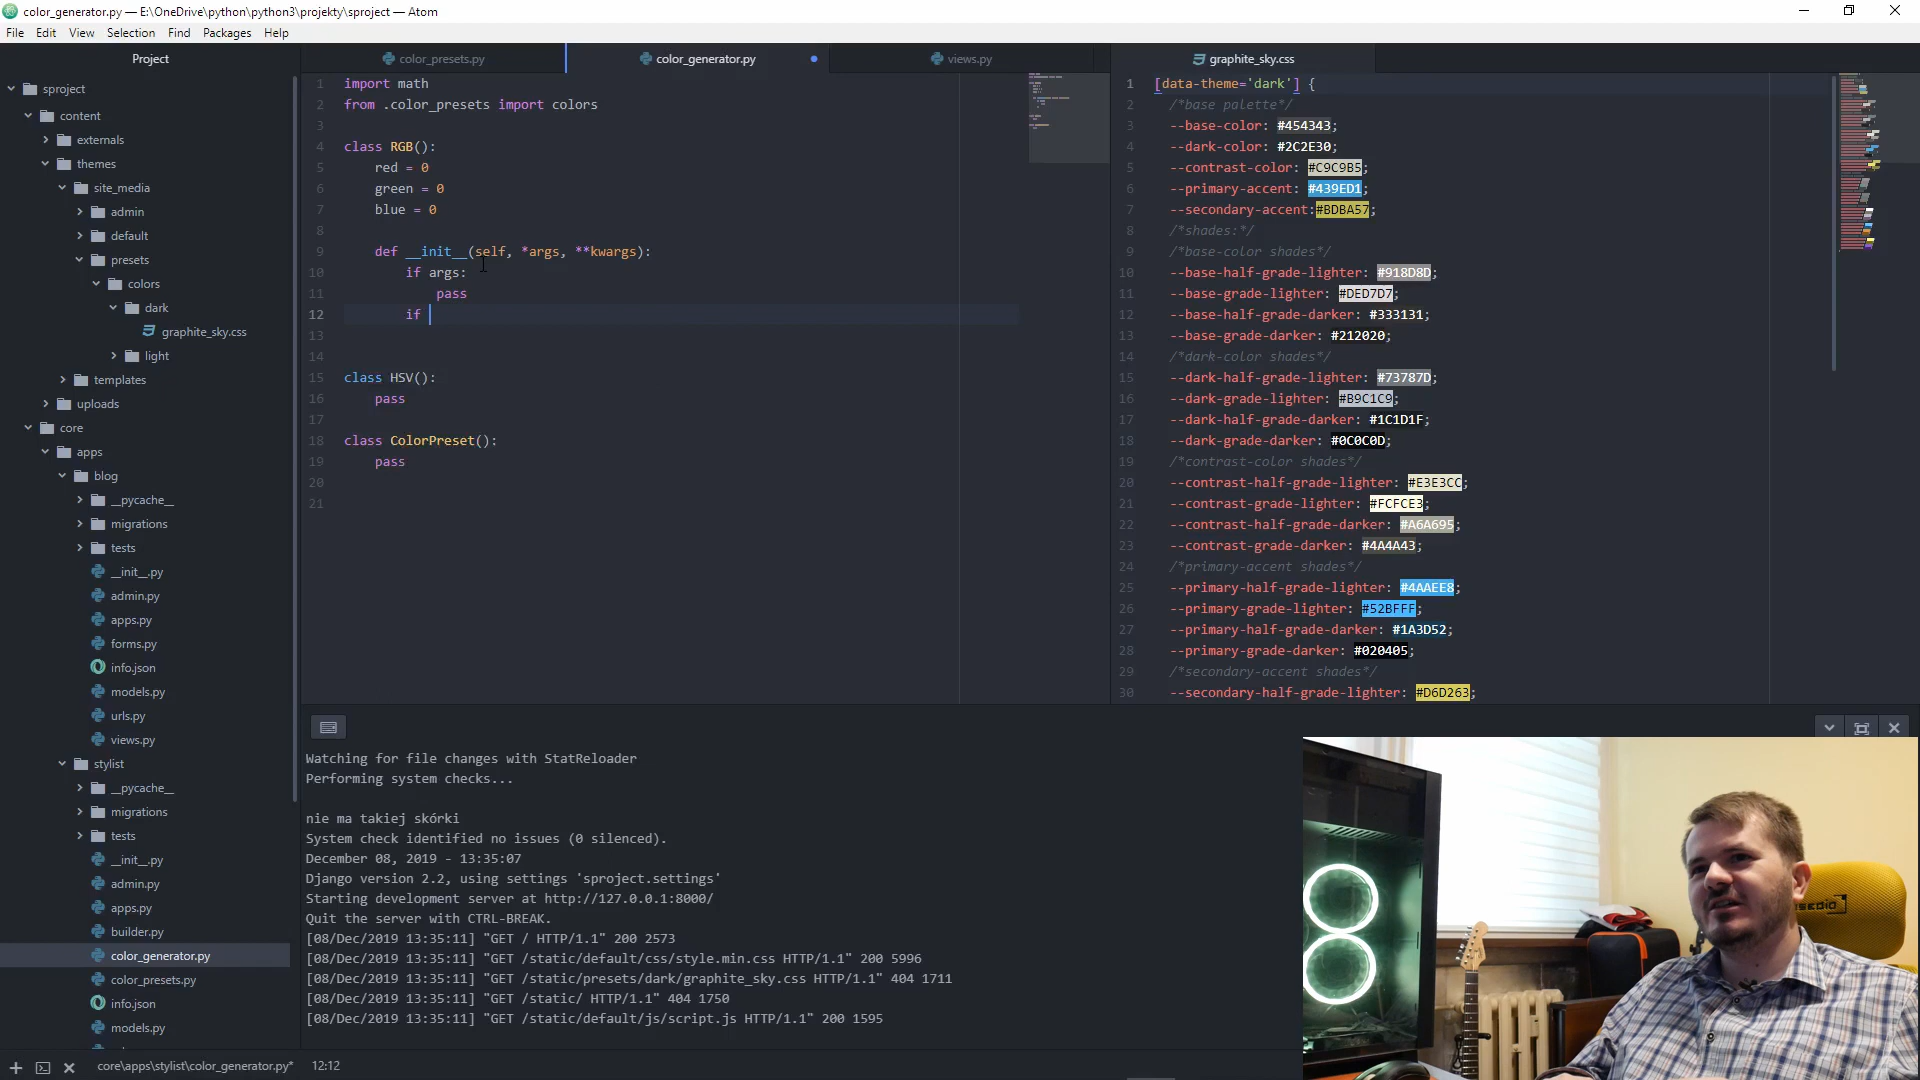 color_generator.py — E:\OneDrive\python\python3\projekty\sproject — Atom
File Edit View Selection Find Packages Help
Project
sproject
content
externals
themes
site_media
admin
default
presets
colors
dark
graphite_sky.css
light
templates
uploads
core
apps
blog
__pycache__
migrations
tests
__init__.py
admin.py
apps.py
forms.py
info.json
models.py
urls.py
views.py
stylist
__pycache__
migrations
tests
__init__.py
admin.py
apps.py
builder.py
color_generator.py
color_presets.py
info.json
models.py
color_presets.py
color_generator.py
views.py
1 import math
2 from .color_presets import colors
3
4 class RGB():
5 red = 0
6 green = 0
7 blue = 0
8
9 def __init__(self, *args, **kwargs):
10 if args:
11 pass
12 if
13
14
15 class HSV():
16 pass
17
18 class ColorPreset():
19 pass
20
21
graphite_sky.css
1 [data-theme='dark'] {
2 /*base palette*/
3 --base-color: #454343;
4 --dark-color: #2C2E30;
5 --contrast-color: #C9C9B5;
6 --primary-accent: #439ED1;
7 --secondary-accent:#BDBA57;
8 /*shades:*/
9 /*base-color shades*/
10 --base-half-grade-lighter: #918D8D;
11 --base-grade-lighter: #DED7D7;
12 --base-half-grade-darker: #333131;
13 --base-grade-darker: #212020;
14 /*dark-color shades*/
15 --dark-half-grade-lighter: #73787D;
16 --dark-grade-lighter: #B9C1C9;
17 --dark-half-grade-darker: #1C1D1F;
18 --dark-grade-darker: #0C0C0D;
19 /*contrast-color shades*/
20 --contrast-half-grade-lighter: #E3E3CC;
21 --contrast-grade-lighter: #FCFCE3;
22 --contrast-half-grade-darker: #A6A695;
23 --contrast-grade-darker: #4A4A43;
24 /*primary-accent shades*/
25 --primary-half-grade-lighter: #4AAEE8;
26 --primary-grade-lighter: #52BFFF;
27 --primary-half-grade-darker: #1A3D52;
28 --primary-grade-darker: #020405;
29 /*secondary-accent shades*/
30 --secondary-half-grade-lighter: #D6D263;
Watching for file changes with StatReloader
Performing system checks...
nie ma takiej skórki
System check identified no issues (0 silenced).
December 08, 2019 - 13:35:07
Django version 2.2, using settings 'sproject.settings'
Starting development server at http://127.0.0.1:8000/
Quit the server with CTRL-BREAK.
[08/Dec/2019 13:35:11] "GET / HTTP/1.1" 200 2573
[08/Dec/2019 13:35:11] "GET /static/default/css/style.min.css HTTP/1.1" 200 5996
[08/Dec/2019 13:35:11] "GET /static/presets/dark/graphite_sky.css HTTP/1.1" 404 1711
[08/Dec/2019 13:35:11] "GET /static/ HTTP/1.1" 404 1750
[08/Dec/2019 13:35:11] "GET /static/default/js/script.js HTTP/1.1" 200 1595
core\apps\stylist\color_generator.py* 12:12